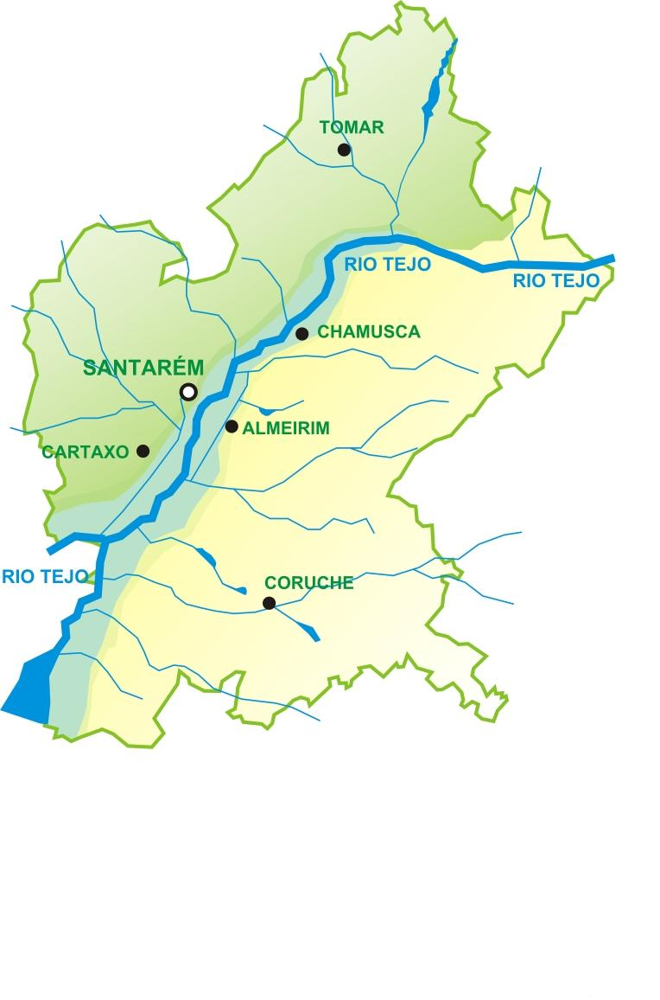 TOMAR
RIO TEJO
RIO TEJO
CHAMUSCA
SANTARÉM
ALMEIRIM
CARTAXO
RIO TEJO
CORUCHE